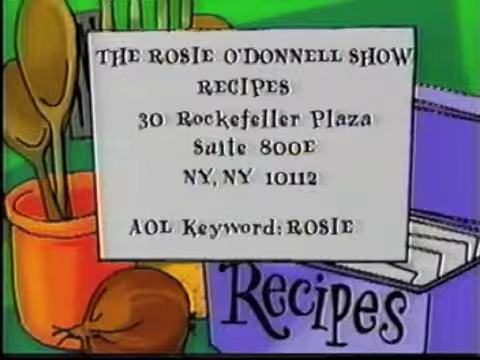 THE ROSIE O'DONNELL SHOW
RECIPES
30 Rockefeller Plaza
Suite 800E
NY, NY 10112
AOL Keyword: ROSIE
Recipes